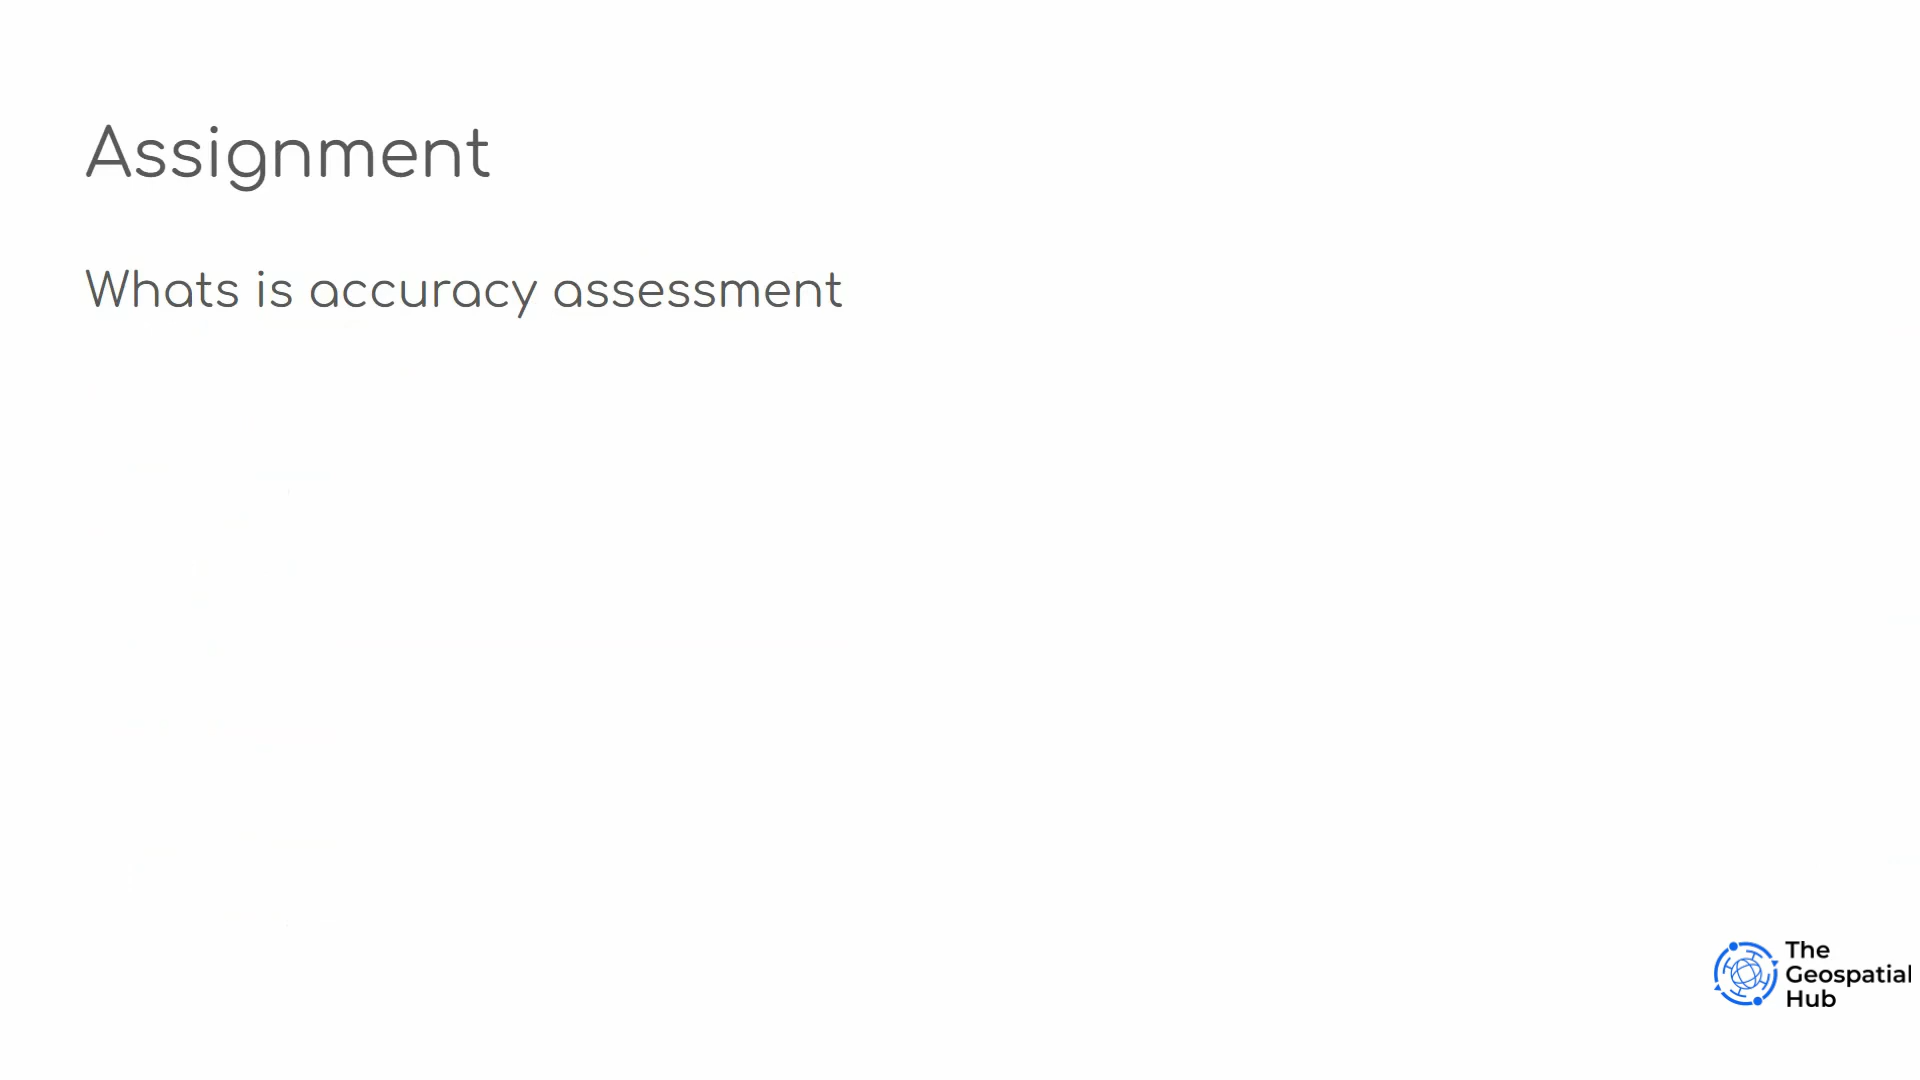 Assignment
Whats is accuracy assessment
The
Geospatial
Hub